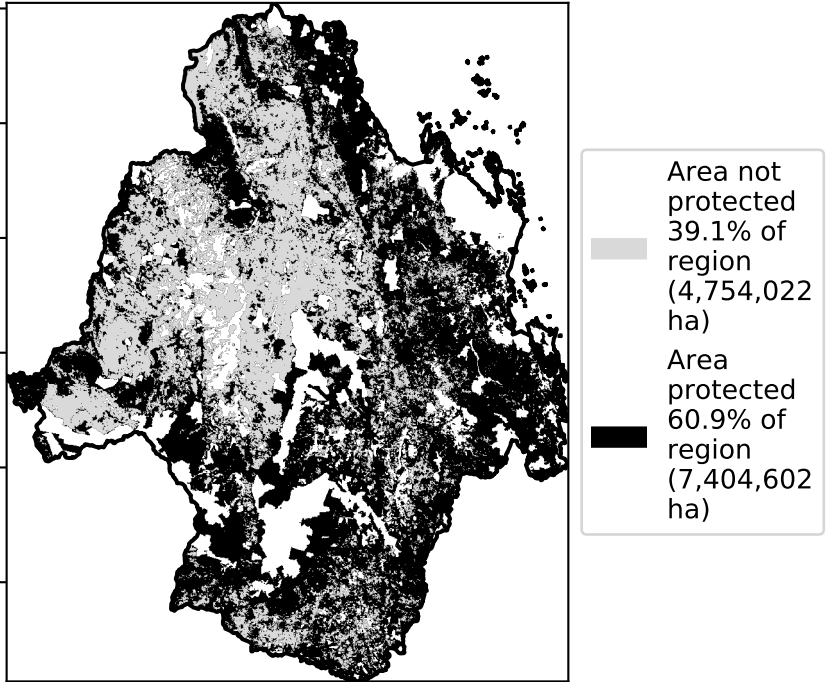 Area not
protected
39.1% of
region
(4,754,022
ha)
Area
protected
60.9% of
region
(7,404,602
ha)